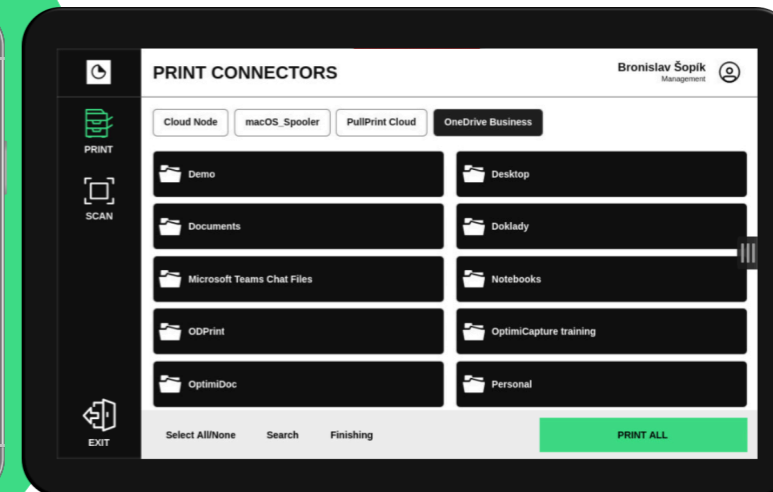 PRINT CONNECTORS
Bronislav Šopík
Management
PRINT
SCAN
EXIT
Cloud Node
macOS_Spooler
PullPrint Cloud
OneDrive Business
Demo
Desktop
Documents
Doklady
Microsoft Teams Chat Files
Notebooks
ODPrint
OptimiCapture training
OptimiDoc
Personal
Select All/None
Search
Finishing
PRINT ALL